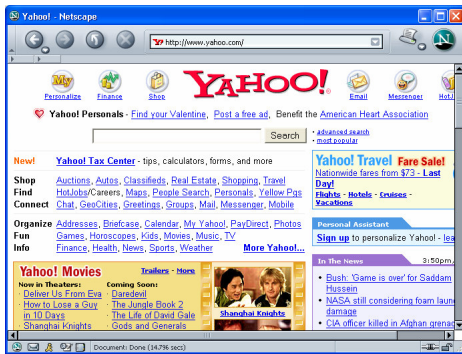 Yahoo! - Netscape
http://www.yahoo.com/
My
Personalize Finance Shop YAHOO! Email Messenger HotJ
Yahoo! Personals - Find your Valentine, Post a free ad, Benefit the American Heart Association
Search
• advanced search
• most popular
New! Yahoo! Tax Center - tips, calculators, forms, and more
Shop Auctions, Autos, Classifieds, Real Estate, Shopping, Travel
Find HotJobs/Careers, Maps, People Search, Personals, Yellow Pgs
Connect Chat, GeoCities, Greetings, Groups, Mail, Messenger, Mobile
Organize Addresses, Briefcase, Calendar, My Yahoo!, PayDirect, Photos
Fun Games, Horoscopes, Kids, Movies, Music, TV
Info Finance, Health, News, Sports, Weather More Yahoo!...
Yahoo! Movies Trailers - More
Now in Theaters:
· Deliver Us From Eva
· How to Lose a Guy
in 10 Days
· Shanghai Knights
Coming Soon:
· Daredevil
· The Jungle Book 2
· The Life of David Gale
· Gods and Generals
Shanghai Knights
Yahoo! Travel Fare Sale!
Nationwide fares from $73 - Last
Day!
Flights - Hotels - Cruises -
Vacations
Personal Assistant
Sign up to personalize Yahoo! - lea
In The News 3:50pm,
• Bush: 'Game is over' for Saddam
Hussein
• NASA still considering foam laun
damage
• CIA officer killed in Afghan grenad
Document: Done (14.796 secs)